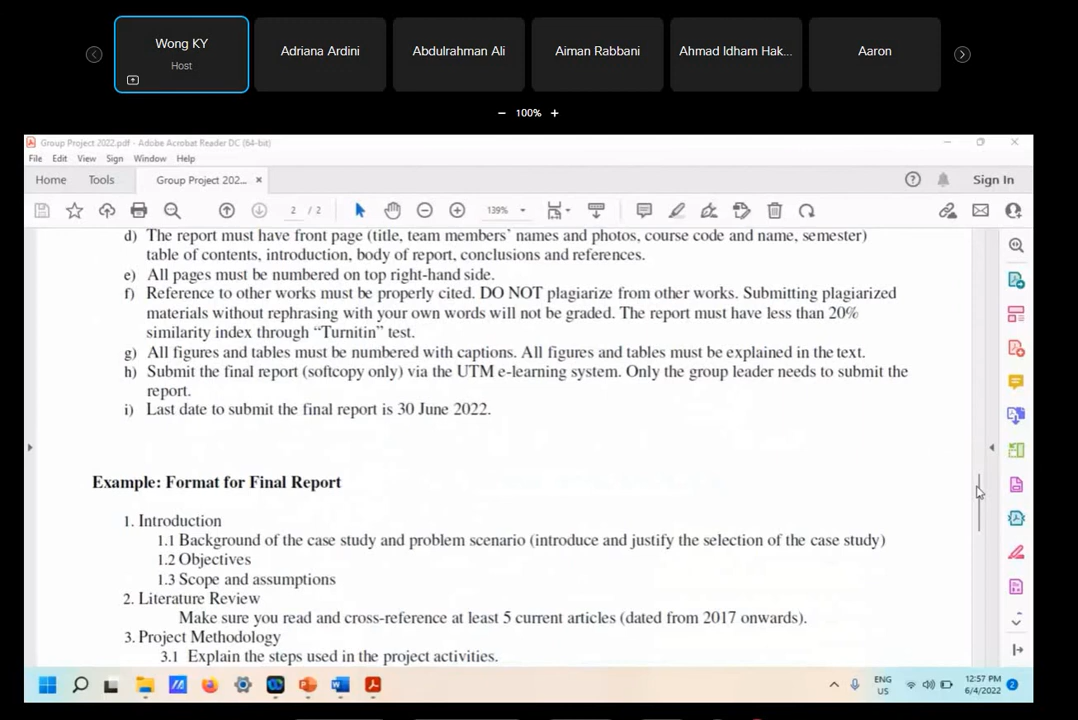 Wong KY
Host
Adriana Ardini
Abdulrahman Ali
Aiman Rabbani
Ahmad Idham Hak...
Aaron
− 100% +
Group Project 2022.pdf - Adobe Acrobat Reader DC (64-bit)
File Edit View Sign Window Help
Home Tools Group Project 202... × Sign In
2 / 2 139%
d) The report must have front page (title, team members' names and photos, course code and name, semester)
table of contents, introduction, body of report, conclusions and references.
e) All pages must be numbered on top right-hand side.
f) Reference to other works must be properly cited. DO NOT plagiarize from other works. Submitting plagiarized
materials without rephrasing with your own words will not be graded. The report must have less than 20%
similarity index through “Turnitin” test.
g) All figures and tables must be numbered with captions. All figures and tables must be explained in the text.
h) Submit the final report (softcopy only) via the UTM e-learning system. Only the group leader needs to submit the
report.
i) Last date to submit the final report is 30 June 2022.
Example: Format for Final Report
1. Introduction
1.1 Background of the case study and problem scenario (introduce and justify the selection of the case study)
1.2 Objectives
1.3 Scope and assumptions
2. Literature Review
Make sure you read and cross-reference at least 5 current articles (dated from 2017 onwards).
3. Project Methodology
3.1 Explain the steps used in the project activities.
ENG
US
12:57 PM
6/4/2022
2